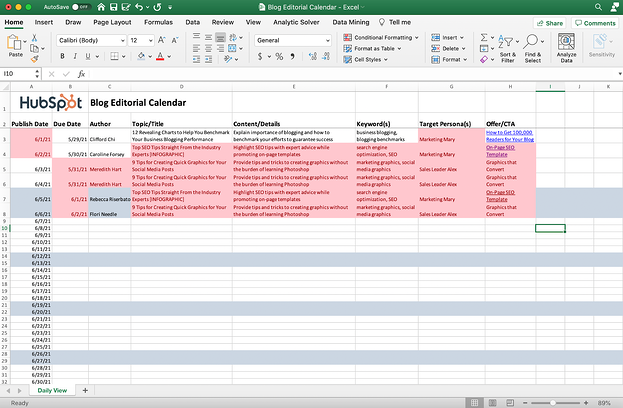 AutoSave OFF Blog Editorial Calendar - Excel
Home Insert Draw Page Layout Formulas Data Review View Analytic Solver Data Mining Tell me Share Comments
Paste Calibri (Body) 12 General Conditional Formatting Format as Table Cell Styles Insert Delete Format Sort & Filter Find & Select Analyze Data Sensitivity
I10 fx
A B C D E F G H I J K
1 HubSpot Blog Editorial Calendar
2 Publish Date Due Date Author Topic/Title Content/Details Keyword(s) Target Persona(s) Offer/CTA
12 Revealing Charts to Help You Benchmark Explain importance of blogging and how to business blogging, How to Get 100,000
3 6/1/21 5/29/21 Clifford Chi Your Business Blogging Performance benchmark your efforts to guarantee success blogging benchmarks Marketing Mary Readers for Your Blog
Top SEO Tips Straight From the Industry Highlight SEO tips with expert advice while search engine On-Page SEO
4 6/2/21 5/30/21 Caroline Forsey Experts [INFOGRAPHIC] promoting on-page templates optimization, SEO Marketing Mary Template
9 Tips for Creating Quick Graphics for Your Provide tips and tricks to creating graphics without marketing graphics, social Graphics that
5 6/3/21 5/31/21 Meredith Hart Social Media Posts the burden of learning Photoshop media graphics Sales Leader Alex Convert
9 Tips for Creating Quick Graphics for Your Provide tips and tricks to creating graphics without marketing graphics, social Graphics that
6 6/4/21 5/31/21 Meredith Hart Social Media Posts the burden of learning Photoshop media graphics Sales Leader Alex Convert
Top SEO Tips Straight From the Industry Highlight SEO tips with expert advice while search engine On-Page SEO
7 6/5/21 6/1/21 Rebecca Riserbato Experts [INFOGRAPHIC] promoting on-page templates optimization, SEO Marketing Mary Template
9 Tips for Creating Quick Graphics for Your Provide tips and tricks to creating graphics without marketing graphics, social Graphics that
8 6/6/21 6/2/21 Flori Needle Social Media Posts the burden of learning Photoshop media graphics Sales Leader Alex Convert
9 6/7/21
10 6/8/21
11 6/9/21
12 6/10/21
13 6/11/21
14 6/12/21
15 6/13/21
16 6/14/21
17 6/15/21
18 6/16/21
19 6/17/21
20 6/18/21
21 6/19/21
22 6/20/21
23 6/21/21
24 6/22/21
25 6/23/21
26 6/24/21
27 6/25/21
28 6/26/21
29 6/27/21
30 6/28/21
31 6/29/21
32 6/30/21
Daily View
Ready 89%